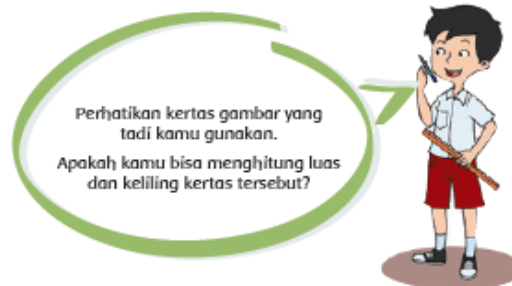 Perhatikan kertas gambar yang
tadi kamu gunakan.
Apakah kamu bisa menghitung luas
dan keliling kertas tersebut?